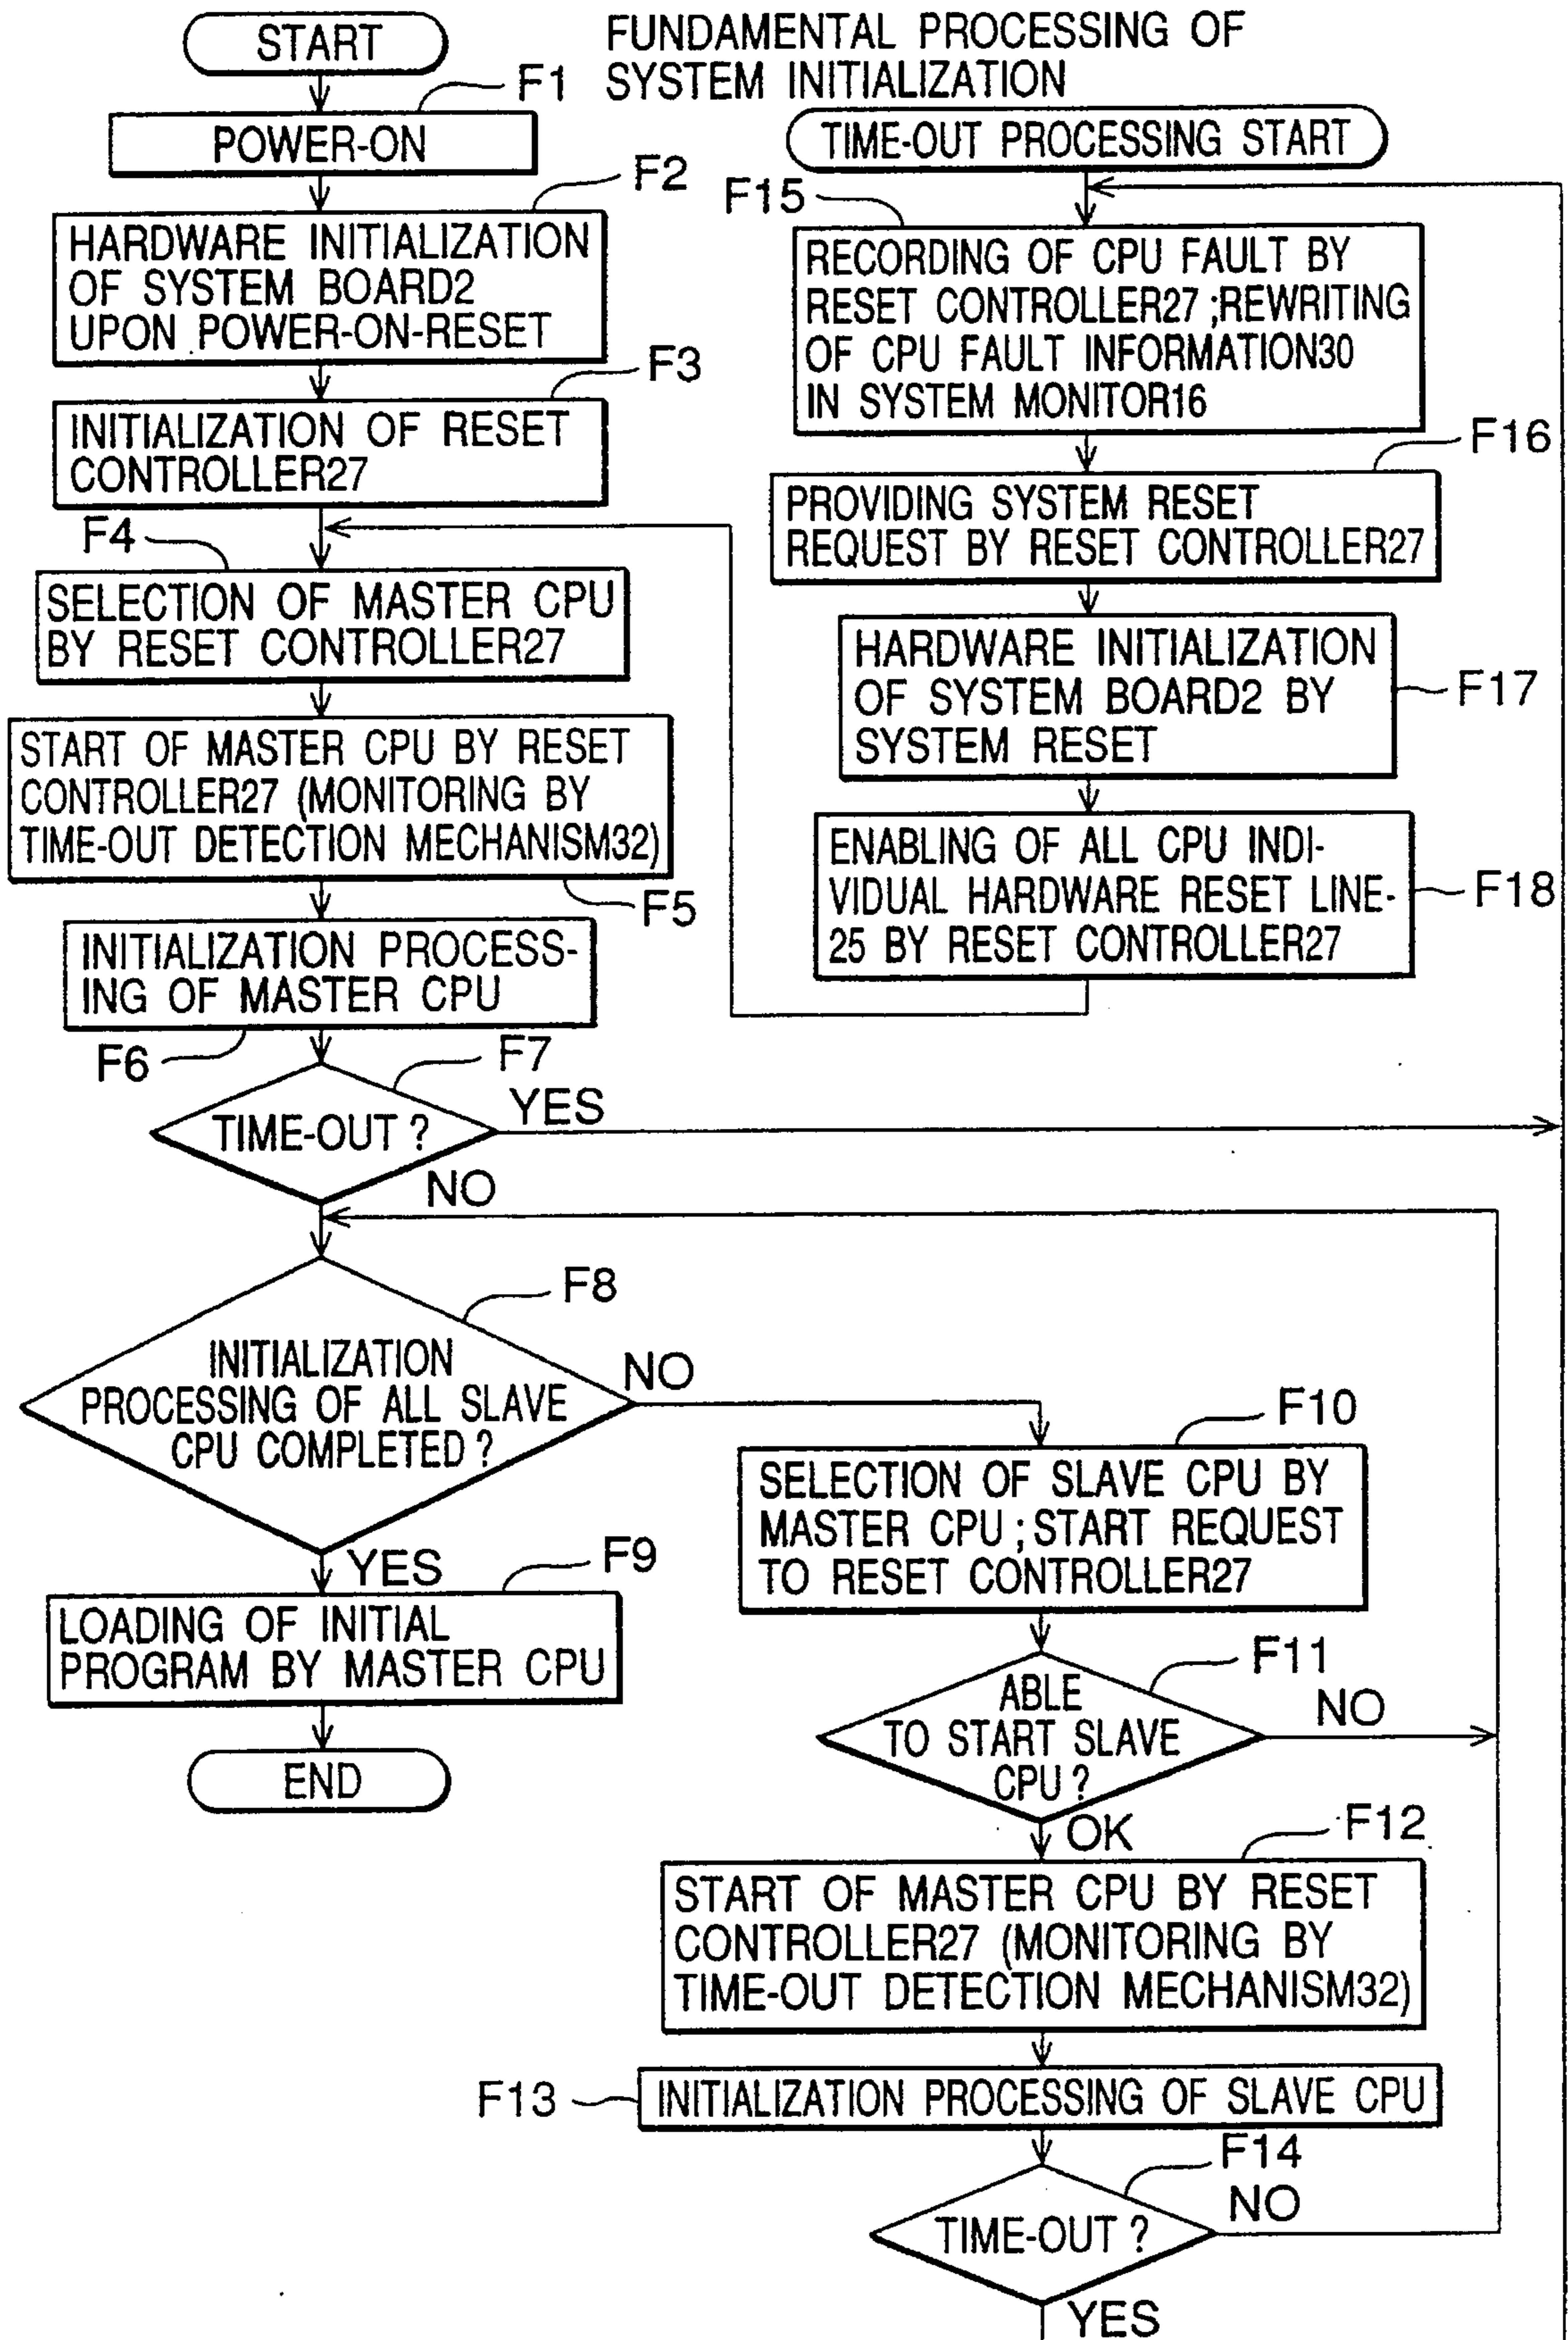 START
FUNDAMENTAL PROCESSING OF
SYSTEM INITIALIZATION
F1
POWER-ON
F2
HARDWARE INITIALIZATION
OF SYSTEM BOARD2
UPON POWER-ON-RESET
F3
INITIALIZATION OF RESET
CONTROLLER27
F4
SELECTION OF MASTER CPU
BY RESET CONTROLLER27
START OF MASTER CPU BY RESET
CONTROLLER27 (MONITORING BY
TIME-OUT DETECTION MECHANISM32)
F5
INITIALIZATION PROCESS-
ING OF MASTER CPU
F6
F7
TIME-OUT ?
YES
NO
F8
INITIALIZATION
PROCESSING OF ALL SLAVE
CPU COMPLETED ?
NO
YES
F9
LOADING OF INITIAL
PROGRAM BY MASTER CPU
END
TIME-OUT PROCESSING START
F15
RECORDING OF CPU FAULT BY
RESET CONTROLLER27 ;REWRITING
OF CPU FAULT INFORMATION30
IN SYSTEM MONITOR16
F16
PROVIDING SYSTEM RESET
REQUEST BY RESET CONTROLLER27
HARDWARE INITIALIZATION
OF SYSTEM BOARD2 BY
SYSTEM RESET
F17
ENABLING OF ALL CPU INDI-
VIDUAL HARDWARE RESET LINE-
25 BY RESET CONTROLLER27
F18
F10
SELECTION OF SLAVE CPU BY
MASTER CPU ; START REQUEST
TO RESET CONTROLLER27
F11
ABLE
TO START SLAVE
CPU ?
NO
OK
F12
START OF MASTER CPU BY RESET
CONTROLLER27 (MONITORING BY
TIME-OUT DETECTION MECHANISM32)
F13
INITIALIZATION PROCESSING OF SLAVE CPU
F14
TIME-OUT ?
NO
YES